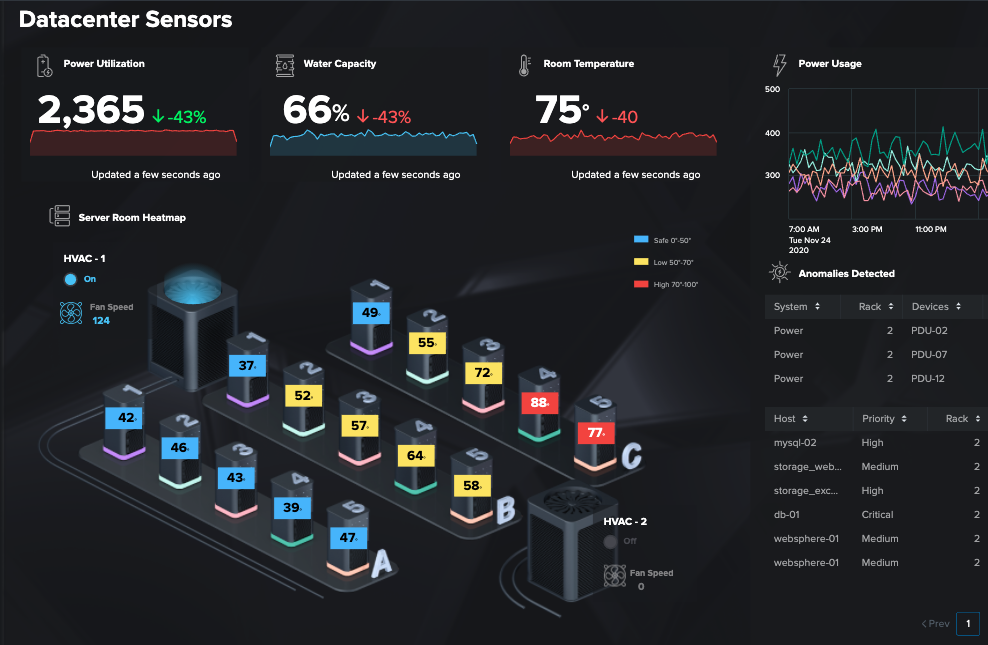 Datacenter Sensors
Power Utilization
2,365 ↓ -43%
Updated a few seconds ago
Water Capacity
66% ↓ -43%
Updated a few seconds ago
Room Temperature
75° ↓ -40
Updated a few seconds ago
Power Usage
500
400
300
7:00 AM
Tue Nov 24
2020
3:00 PM
11:00 PM
Server Room Heatmap
Safe 0°-50°
Low 50°-70°
High 70°-100°
HVAC - 1
On
Fan Speed
124
1
49°
2
55°
3
72°
4
88°
5
77°
C
1
37°
2
52°
3
57°
4
64°
5
58°
B
1
42°
2
46°
3
43°
4
39°
5
47°
A
HVAC - 2
Off
Fan Speed
0
Anomalies Detected
System Rack Devices
Power 2 PDU-02
Power 2 PDU-07
Power 2 PDU-12
Host Priority Rack
mysql-02 High 2
storage_web... Medium 2
storage_exc... High 2
db-01 Critical 2
websphere-01 Medium 2
websphere-01 Medium 2
< Prev 1